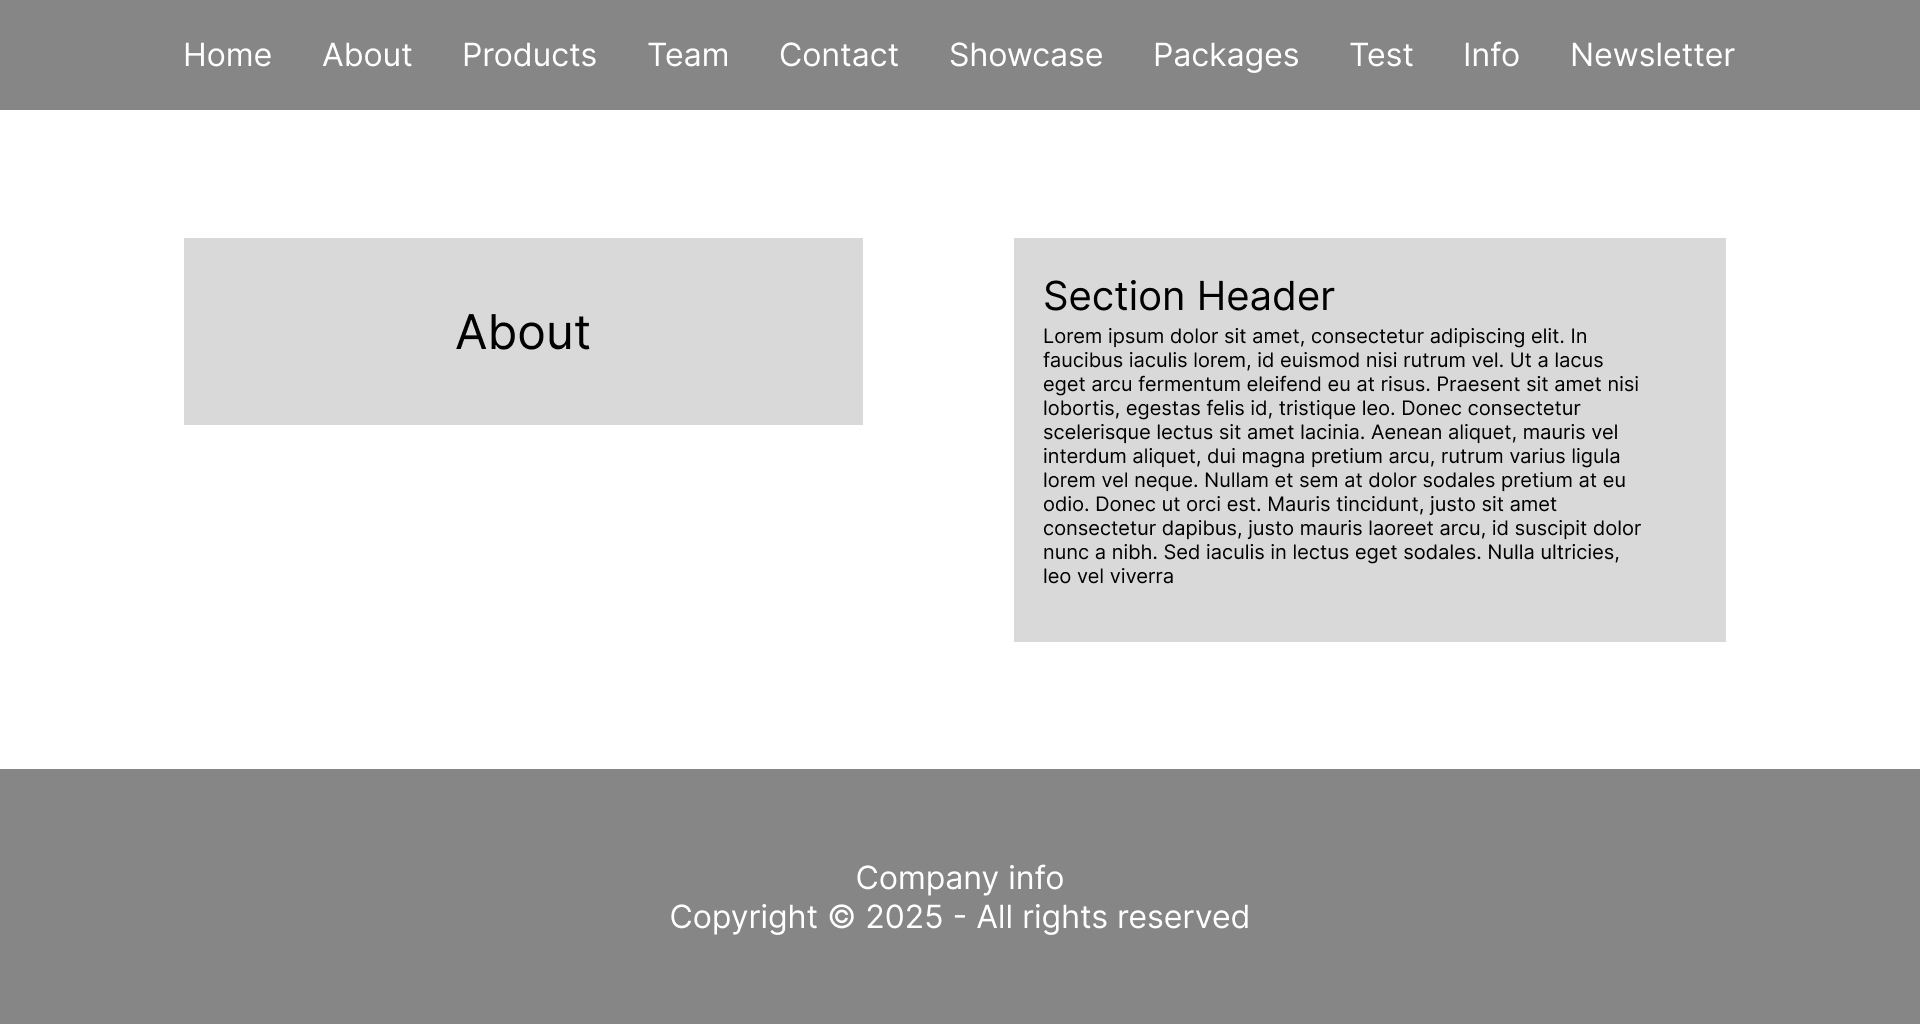 Home About Products Team Contact Showcase Packages Test Info Newsletter
About
Section Header
Lorem ipsum dolor sit amet, consectetur adipiscing elit. In
faucibus iaculis lorem, id euismod nisi rutrum vel. Ut a lacus
eget arcu fermentum eleifend eu at risus. Praesent sit amet nisi
lobortis, egestas felis id, tristique leo. Donec consectetur
scelerisque lectus sit amet lacinia. Aenean aliquet, mauris vel
interdum aliquet, dui magna pretium arcu, rutrum varius ligula
lorem vel neque. Nullam et sem at dolor sodales pretium at eu
odio. Donec ut orci est. Mauris tincidunt, justo sit amet
consectetur dapibus, justo mauris laoreet arcu, id suscipit dolor
nunc a nibh. Sed iaculis in lectus eget sodales. Nulla ultricies,
leo vel viverra
Company info
Copyright © 2025 - All rights reserved